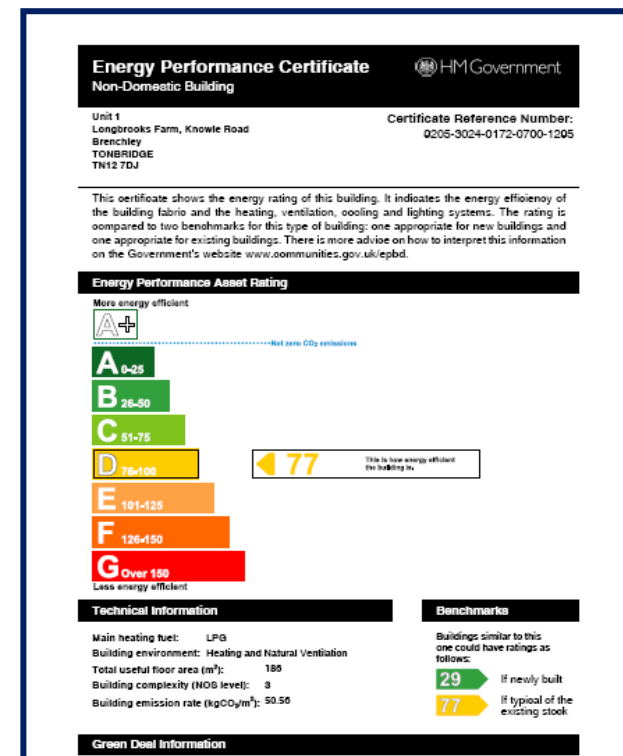 Energy Performance Certificate
HM Government
Non-Domestic Building
Unit 1
Longbrooks Farm, Knowle Road
Brenchley
TONBRIDGE
TN12 7DJ
Certificate Reference Number:
0205-3024-0172-0700-1295
This certificate shows the energy rating of this building. It indicates the energy efficiency of
the building fabric and the heating, ventilation, cooling and lighting systems. The rating is
compared to two benchmarks for this type of building: one appropriate for new buildings and
one appropriate for existing buildings. There is more advice on how to interpret this information
on the Government's website www.communities.gov.uk/epbd.
Energy Performance Asset Rating
More energy efficient
A+
Net zero CO₂ emissions
A 0-25
B 26-50
C 51-75
D 76-100
77
This is how energy efficient
the building is.
E 101-125
F 126-150
G Over 150
Less energy efficient
Technical Information
Main heating fuel: LPG
Building environment: Heating and Natural Ventilation
Total useful floor area (m²): 186
Building complexity (NOS level): 3
Building emission rate (kgCO₂/m²): 50.56
Benchmarks
Buildings similar to this
one could have ratings as
follows:
29 If newly built
77 If typical of the
existing stock
Green Deal Information